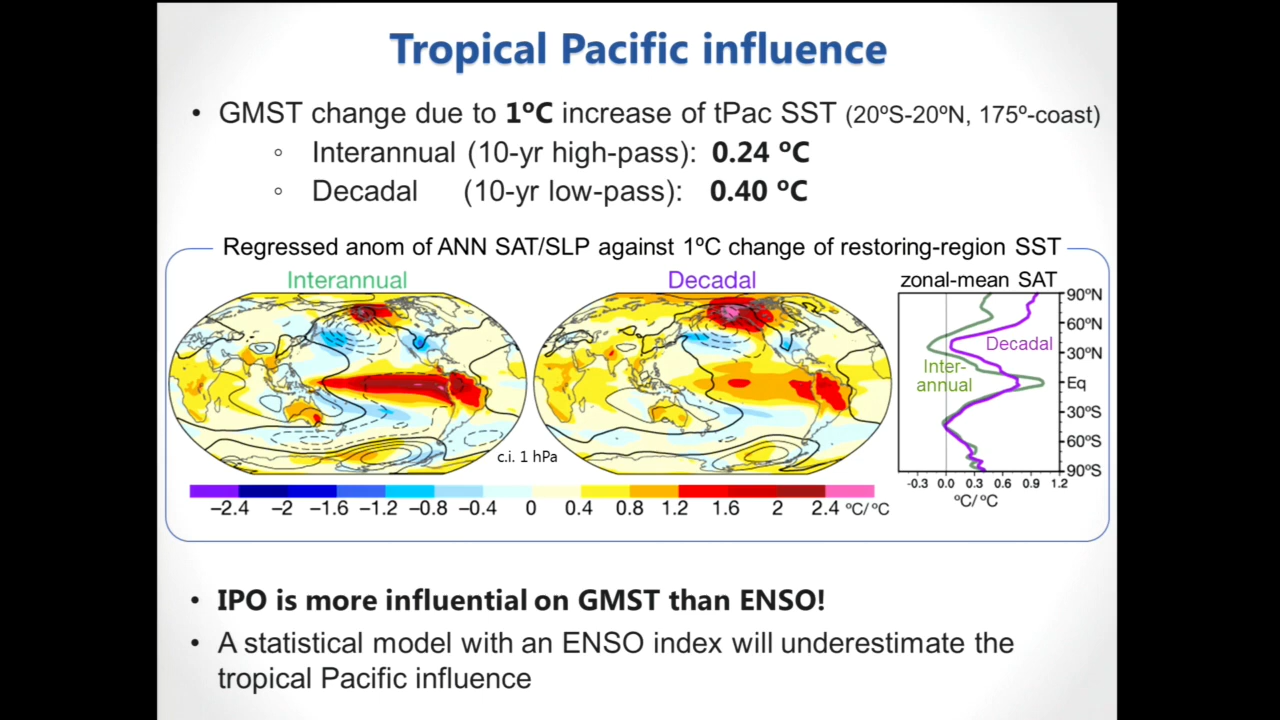 Tropical Pacific influence
• GMST change due to 1ºC increase of tPac SST (20ºS-20ºN, 175º-coast)
◦ Interannual (10-yr high-pass): 0.24 ºC
◦ Decadal (10-yr low-pass): 0.40 ºC
Regressed anom of ANN SAT/SLP against 1ºC change of restoring-region SST
Interannual
Decadal
zonal-mean SAT
90ºN
60ºN
30ºN
Eq
30ºS
60ºS
90ºS
Decadal
Inter-
annual
-0.3 0.0 0.3 0.6 0.9 1.2
ºC/ºC
c.i. 1 hPa
−2.4 −2 −1.6 −1.2 −0.8 −0.4 0 0.4 0.8 1.2 1.6 2 2.4 ºC/ºC
• IPO is more influential on GMST than ENSO!
• A statistical model with an ENSO index will underestimate the
tropical Pacific influence